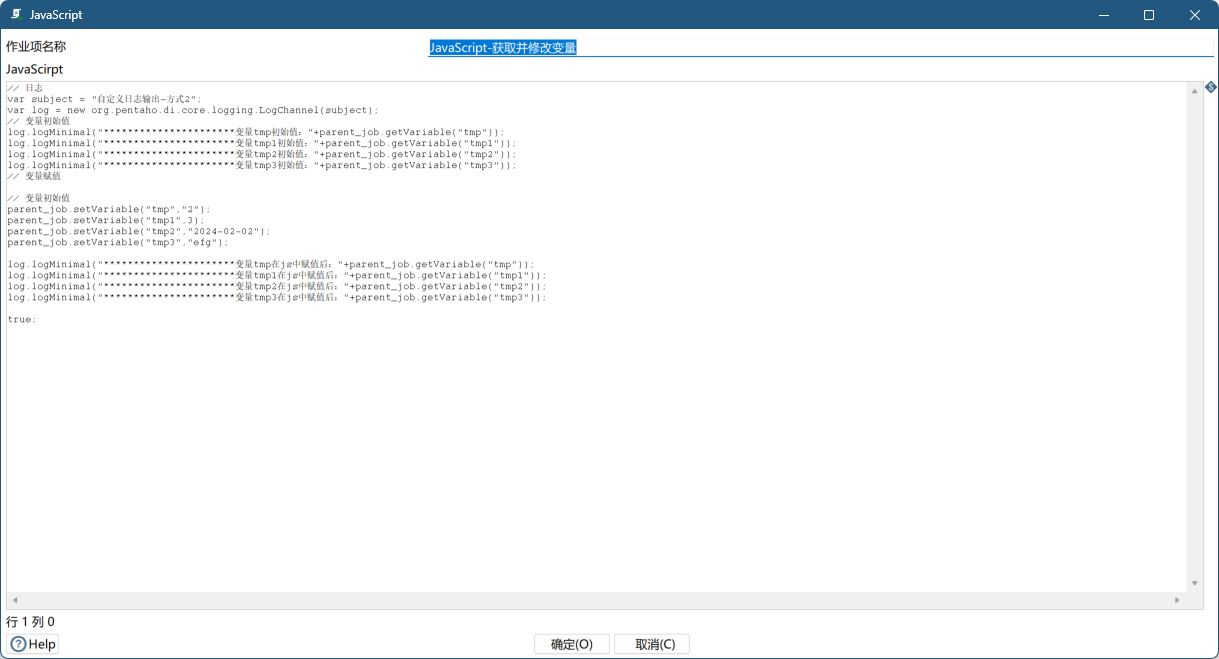 JavaScript
作业项名称 JavaScript-获取并修改变量
JavaScirpt
// 日志
var subject = "自定义日志输出-方式2";
var log = new org.pentaho.di.core.logging.LogChannel(subject);
// 变量初始值
log.logMinimal("**********************变量tmp初始值："+parent_job.getVariable("tmp"));
log.logMinimal("**********************变量tmp1初始值："+parent_job.getVariable("tmp1"));
log.logMinimal("**********************变量tmp2初始值："+parent_job.getVariable("tmp2"));
log.logMinimal("**********************变量tmp3初始值："+parent_job.getVariable("tmp3"));
// 变量赋值
// 变量初始值
parent_job.setVariable("tmp","2");
parent_job.setVariable("tmp1",3);
parent_job.setVariable("tmp2","2024-02-02");
parent_job.setVariable("tmp3","efg");
log.logMinimal("**********************变量tmp在js中赋值后："+parent_job.getVariable("tmp"));
log.logMinimal("**********************变量tmp1在js中赋值后："+parent_job.getVariable("tmp1"));
log.logMinimal("**********************变量tmp2在js中赋值后："+parent_job.getVariable("tmp2"));
log.logMinimal("**********************变量tmp3在js中赋值后："+parent_job.getVariable("tmp3"));
true;
行 1 列 0
Help 确定(O) 取消(C)